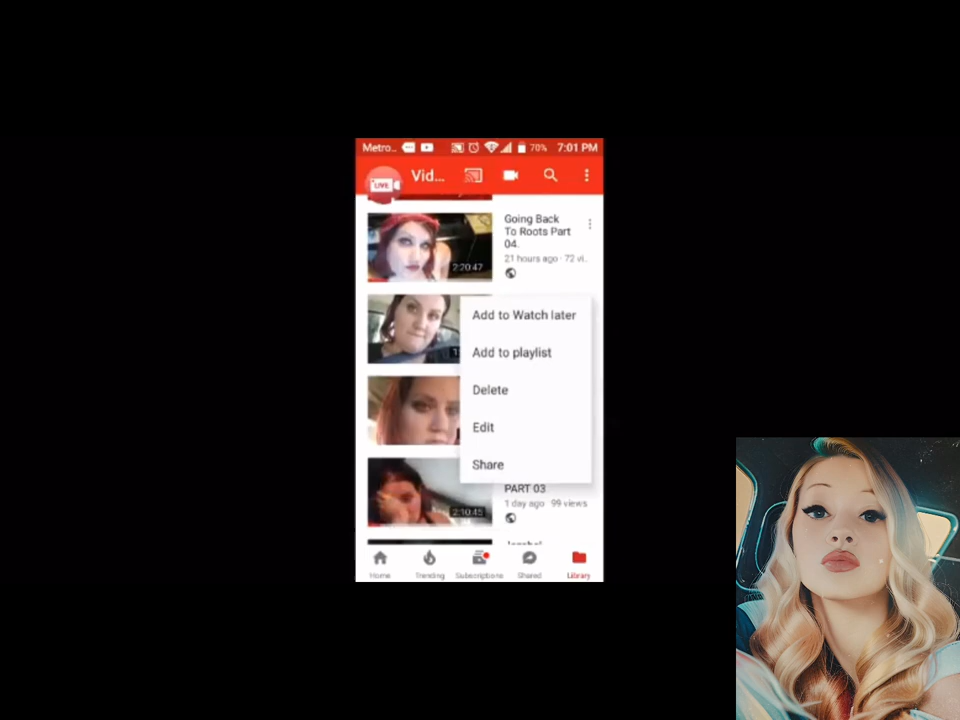 Metro.. 70% 7:01 PM
LIVE Vid...
Going Back
To Roots Part
04.
21 hours ago · 72 vi..
2:20:47
Add to Watch later
Add to playlist
Delete
Edit
Share
PART 03
1 day ago · 99 views
2:10:45
Home Trending Subscriptions Shared Library